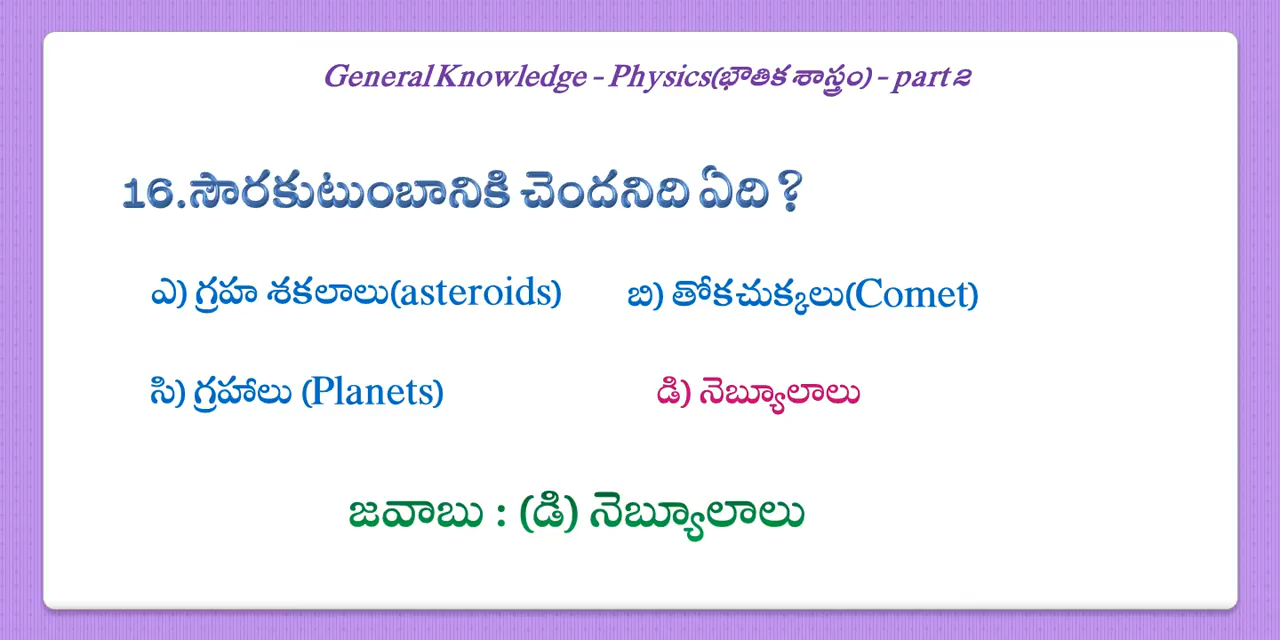 General Knowledge - Physics(భౌతిక శాస్త్రం) - part 2
16.సౌరకుటుంబానికి చెందనిది ఏది ?
ఎ) గ్రహ శకలాలు(asteroids) బి) తోకచుక్కలు(Comet)
సి) గ్రహాలు (Planets) డి) నెబ్యూలాలు
జవాబు : (డి) నెబ్యూలాలు